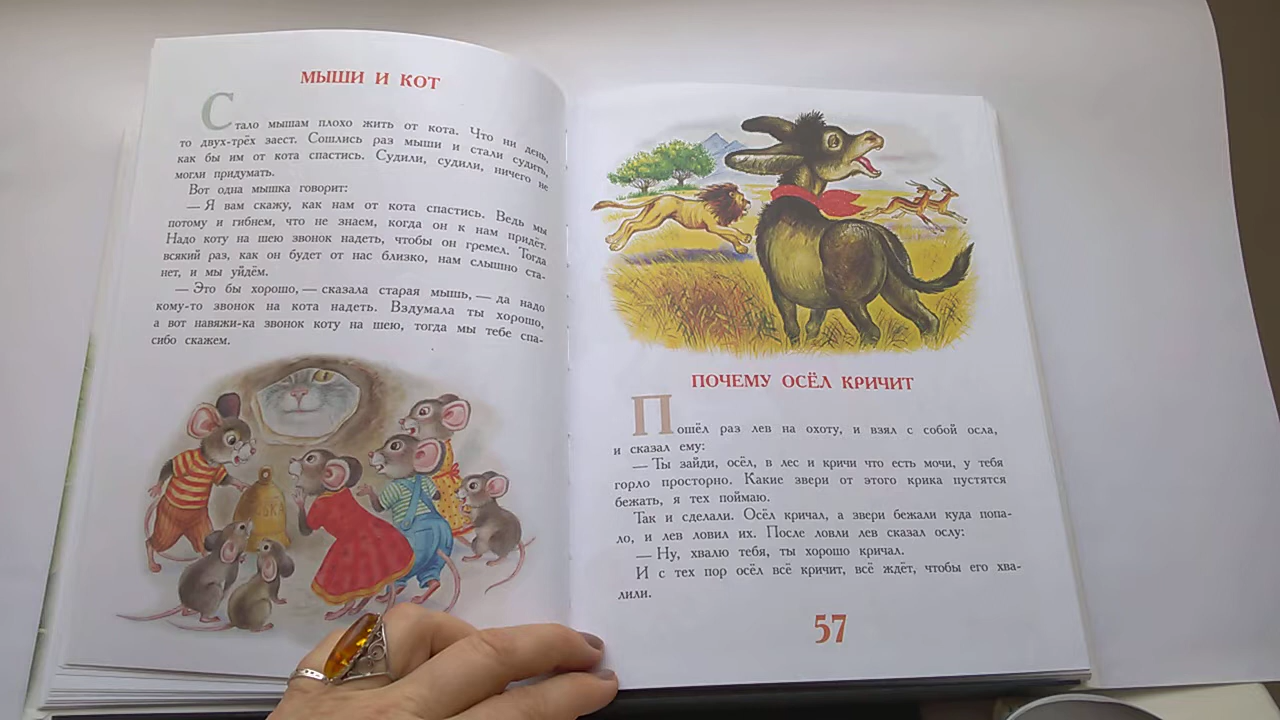 МЫШИ И КОТ
Стало мышам плохо жить от кота. Что ни день,
то двух-трёх заест. Сошлись раз мыши и стали судить,
как бы им от кота спастись. Судили, судили, ничего не
могли придумать.
Вот одна мышка говорит:
— Я вам скажу, как нам от кота спастись. Ведь мы
потому и гибнем, что не знаем, когда он к нам придёт.
Надо коту на шею звонок надеть, чтобы он гремел. Тогда
всякий раз, как он будет от нас близко, нам слышно ста-
нет, и мы уйдём.
— Это бы хорошо, — сказала старая мышь, — да надо
кому-то звонок на кота надеть. Вздумала ты хорошо,
а вот навяжи-ка звонок коту на шею, тогда мы тебе спа-
сибо скажем.
ПОЧЕМУ ОСЁЛ КРИЧИТ
Пошёл раз лев на охоту, и взял с собой осла,
и сказал ему:
— Ты зайди, осёл, в лес и кричи что есть мочи, у тебя
горло просторно. Какие звери от этого крика пустятся
бежать, я тех поймаю.
Так и сделали. Осёл кричал, а звери бежали куда попа-
ло, и лев ловил их. После ловли лев сказал ослу:
— Ну, хвалю тебя, ты хорошо кричал.
И с тех пор осёл всё кричит, всё ждёт, чтобы его хва-
лили.
57